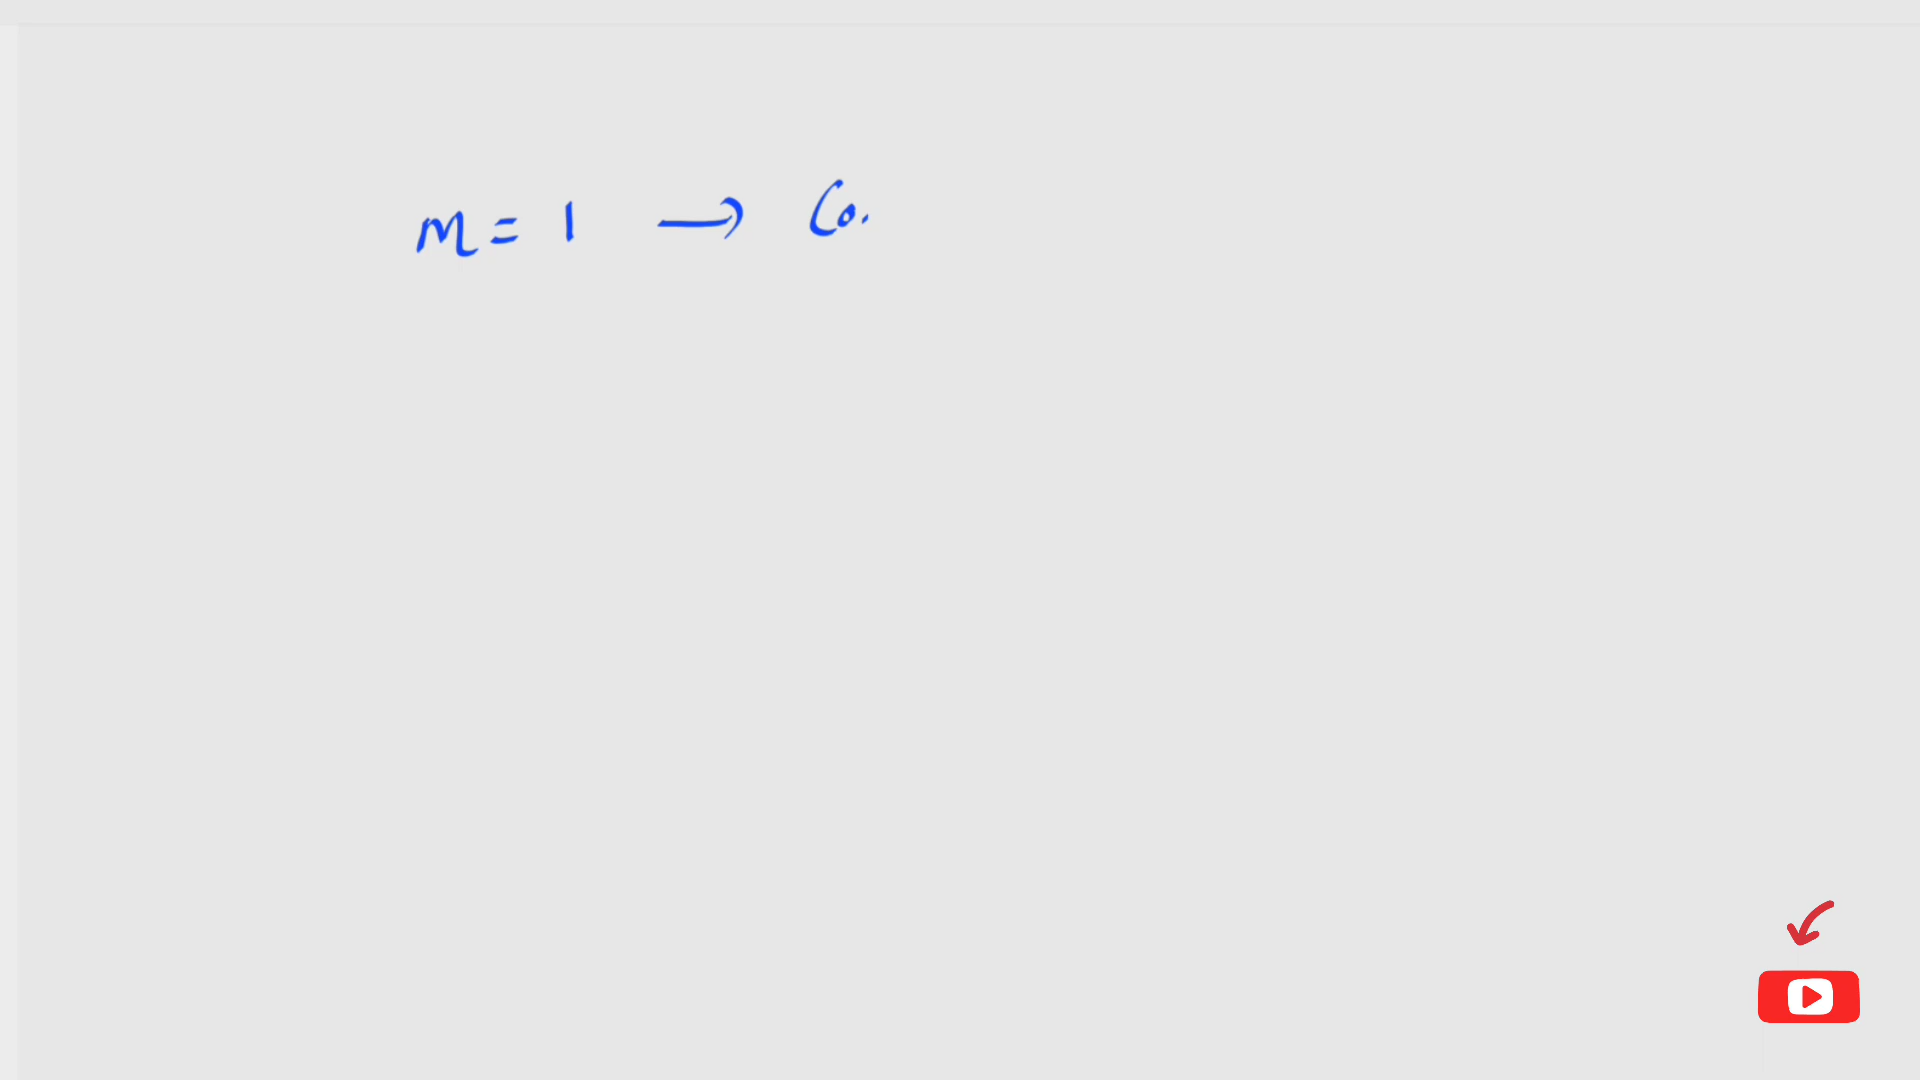 m = 1 → Co.